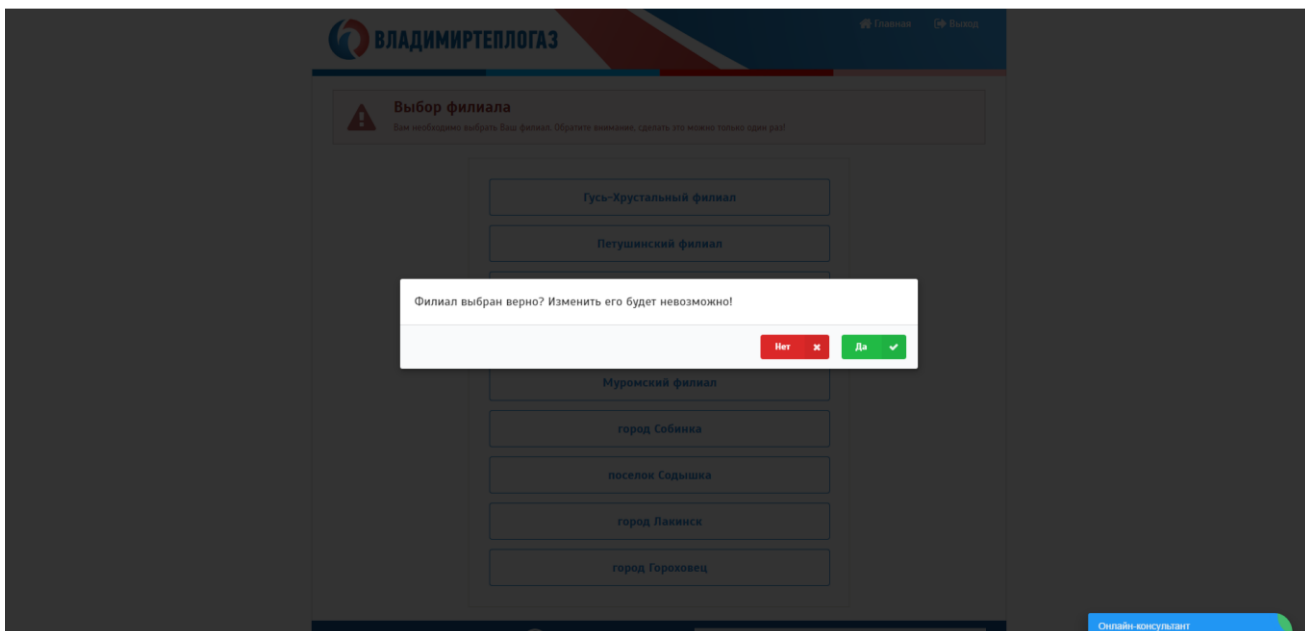 ВЛАДИМИРТЕПЛОГАЗ
Главная Выход
Выбор филиала
Вам необходимо выбрать Ваш филиал. Обратите внимание, сделать это можно только один раз!
Гусь-Хрустальный филиал
Петушинский филиал
Филиал выбран верно? Изменить его будет невозможно!
Нет Да
Муромский филиал
город Собинка
поселок Содышка
город Лакинск
город Гороховец
Онлайн-консультант